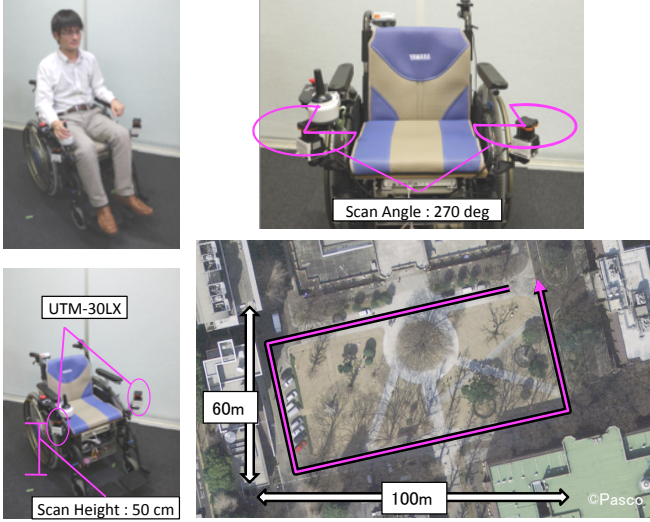 YAMAHA
Scan Angle : 270 deg
UTM-30LX
Scan Height : 50 cm
60m
100m
©Pasco